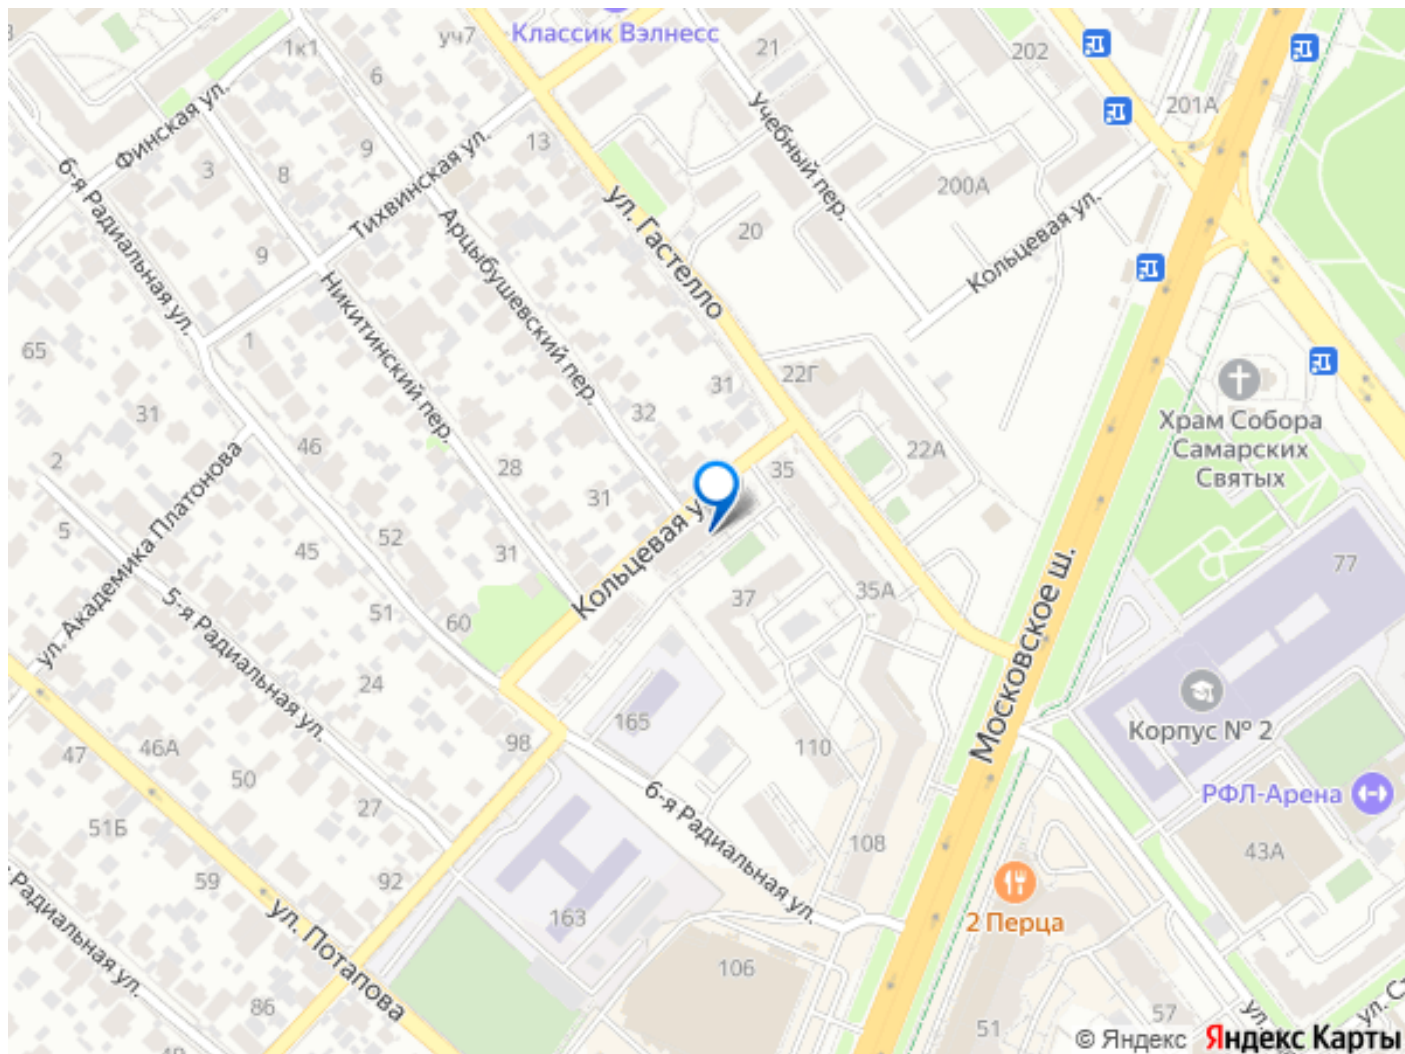 уч7
Классик Вэлнесс
21
202
1к1
6
201А
Финская ул.
Учебный пер.
9
13
3
8
Тихвинская ул.
200А
6-я Радиальная ул.
ул. Гастелло
Кольцевая ул.
20
9
Арцыбушевский пер.
Никитинский пер.
1
65
22Г
31
31
32
Храм Собора
Самарских
Святых
46
22А
2
28
35
31
5
ул. Академика Платонова
52
45
31
Кольцевая у
77
35А
37
51
60
5-я Радиальная ул.
Московское ш.
24
165
Корпус № 2
98
46А
47
110
50
РФЛ-Арена
6-я Радиальная ул.
27
51Б
108
43А
59
92
ул. Потапова
163
2 Перца
Радиальная ул.
106
86
57
51
ул.
ул. С
© Яндекс Яндекс Карты